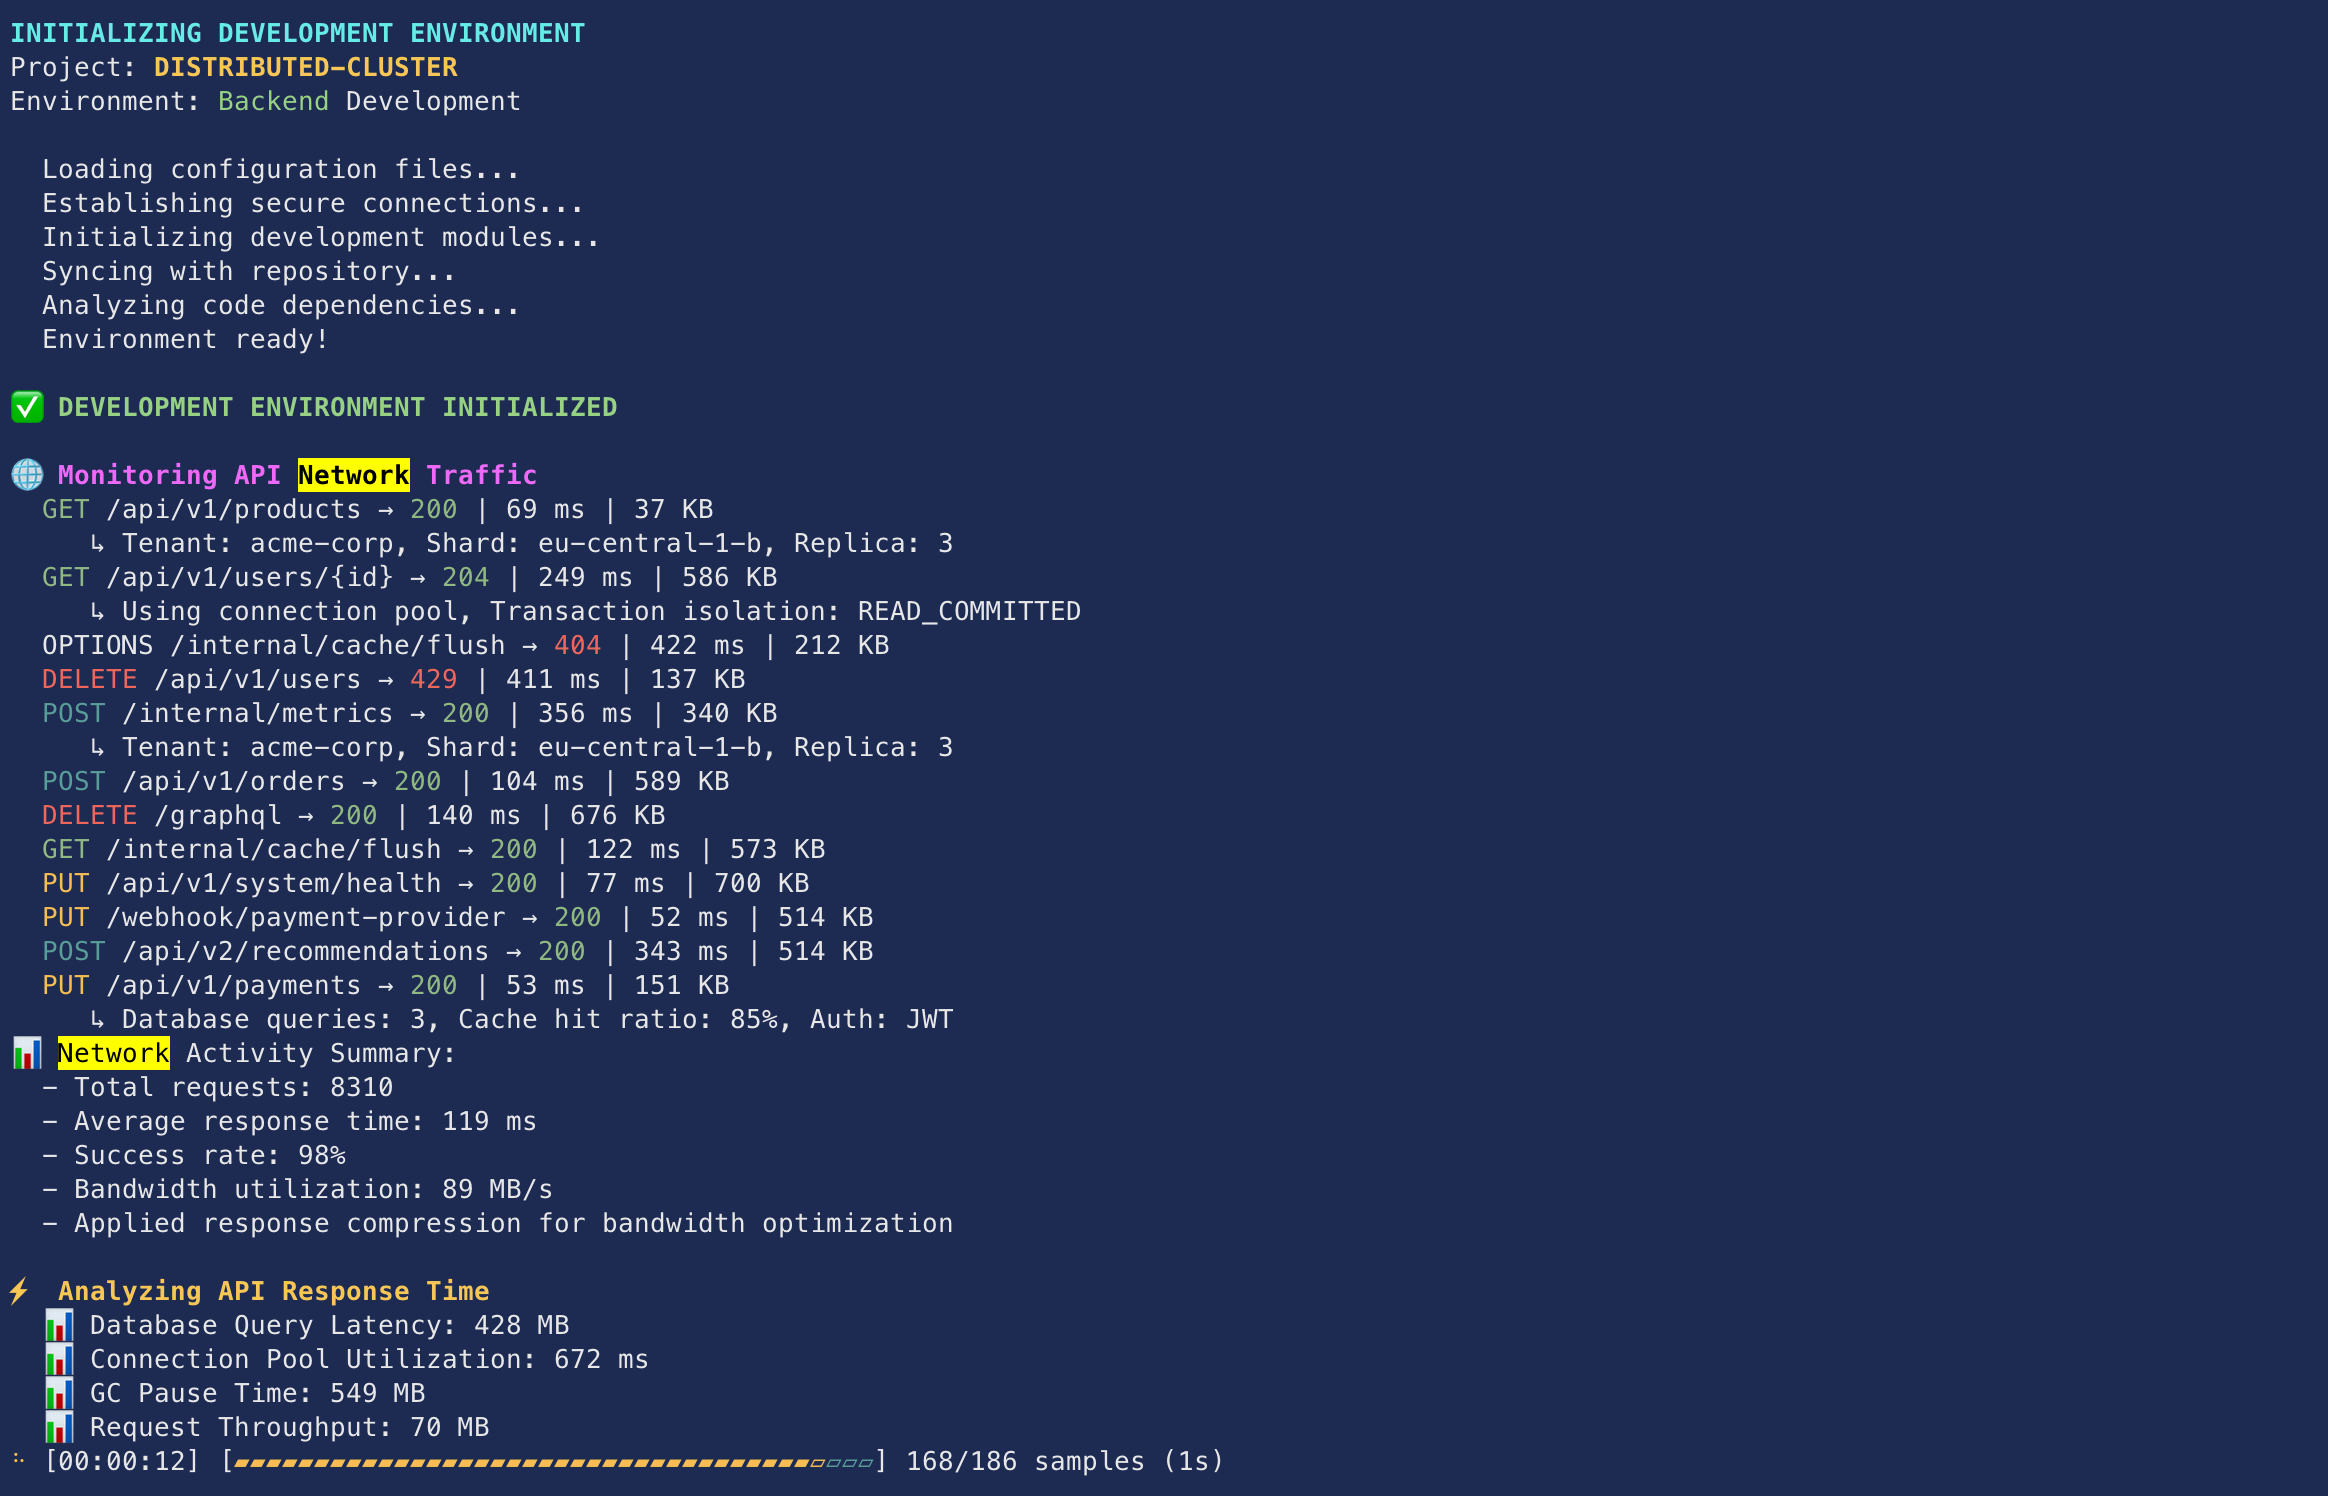 INITIALIZING DEVELOPMENT ENVIRONMENT
Project: DISTRIBUTED-CLUSTER
Environment: Backend Development
Loading configuration files...
Establishing secure connections...
Initializing development modules...
Syncing with repository...
Analyzing code dependencies...
Environment ready!
✅ DEVELOPMENT ENVIRONMENT INITIALIZED
🌐 Monitoring API Network Traffic
GET /api/v1/products → 200 | 69 ms | 37 KB
↳ Tenant: acme-corp, Shard: eu-central-1-b, Replica: 3
GET /api/v1/users/{id} → 204 | 249 ms | 586 KB
↳ Using connection pool, Transaction isolation: READ_COMMITTED
OPTIONS /internal/cache/flush → 404 | 422 ms | 212 KB
DELETE /api/v1/users → 429 | 411 ms | 137 KB
POST /internal/metrics → 200 | 356 ms | 340 KB
↳ Tenant: acme-corp, Shard: eu-central-1-b, Replica: 3
POST /api/v1/orders → 200 | 104 ms | 589 KB
DELETE /graphql → 200 | 140 ms | 676 KB
GET /internal/cache/flush → 200 | 122 ms | 573 KB
PUT /api/v1/system/health → 200 | 77 ms | 700 KB
PUT /webhook/payment-provider → 200 | 52 ms | 514 KB
POST /api/v2/recommendations → 200 | 343 ms | 514 KB
PUT /api/v1/payments → 200 | 53 ms | 151 KB
↳ Database queries: 3, Cache hit ratio: 85%, Auth: JWT
📊 Network Activity Summary:
- Total requests: 8310
- Average response time: 119 ms
- Success rate: 98%
- Bandwidth utilization: 89 MB/s
- Applied response compression for bandwidth optimization
⚡ Analyzing API Response Time
📊 Database Query Latency: 428 MB
📊 Connection Pool Utilization: 672 ms
📊 GC Pause Time: 549 MB
📊 Request Throughput: 70 MB
[00:00:12] [▰▰▰▰▰▰▰▰▰▰▰▰▰▰▰▰▰▰▰▰▰▰▰▰▰▰▰▰▰▰▰▰▰▰▰▰▱▱▱▱] 168/186 samples (1s)